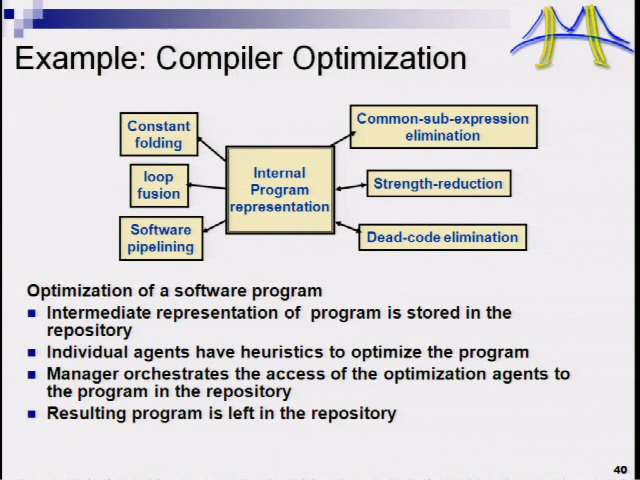 Example: Compiler Optimization
Constant
folding
loop
fusion
Software
pipelining
Internal
Program
representation
Common-sub-expression
elimination
Strength-reduction
Dead-code elimination
Optimization of a software program
Intermediate representation of program is stored in the
repository
Individual agents have heuristics to optimize the program
Manager orchestrates the access of the optimization agents to
the program in the repository
Resulting program is left in the repository
40